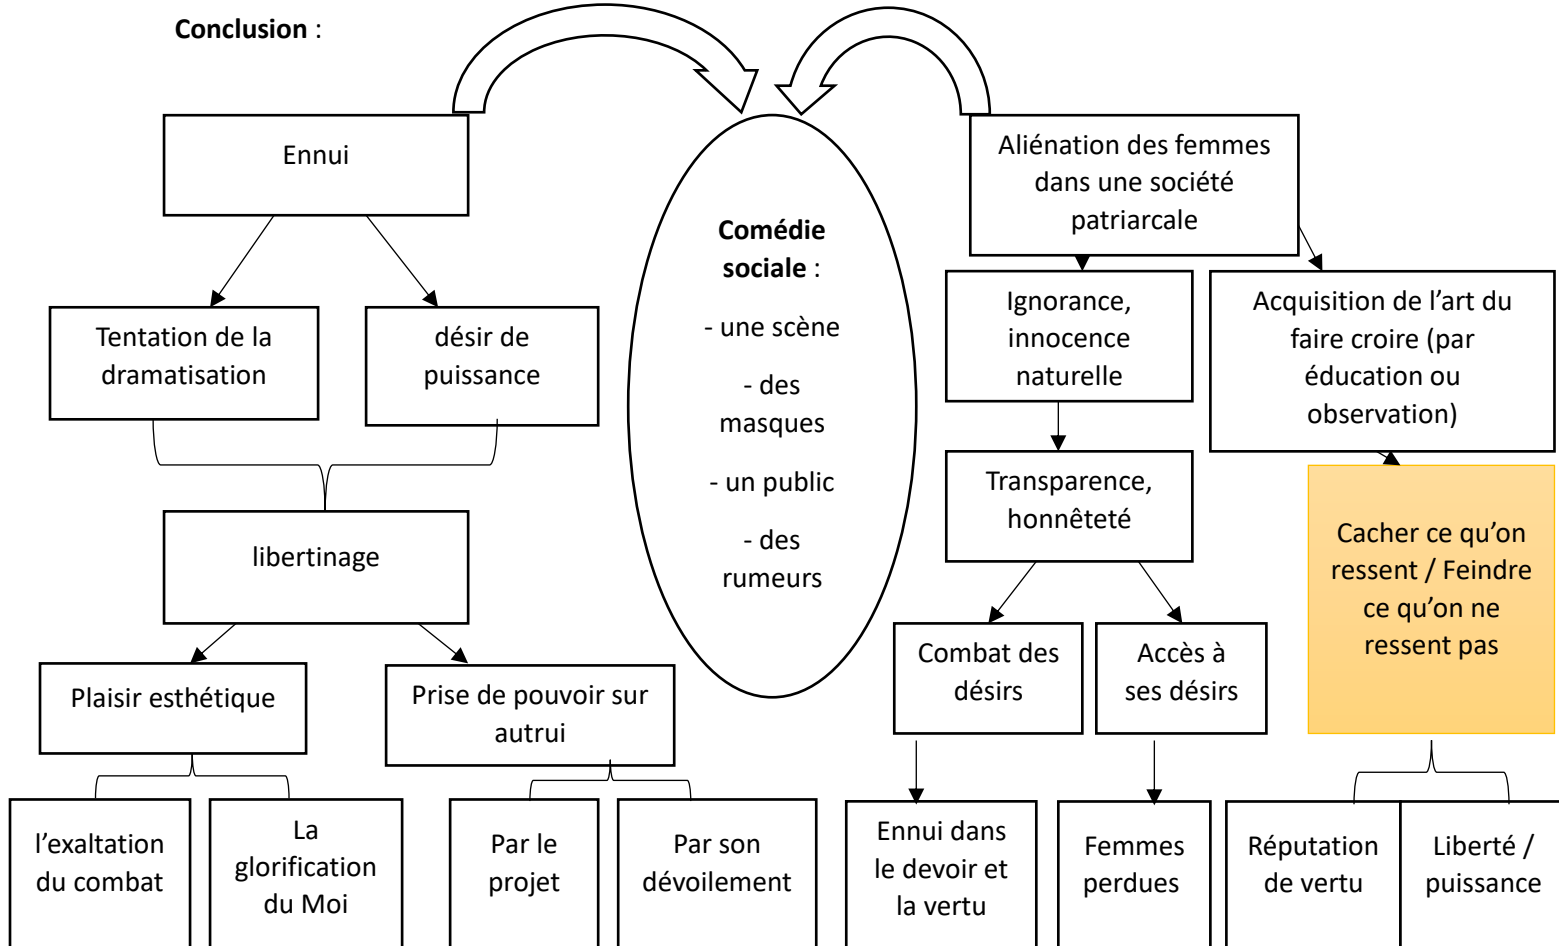 Conclusion :
Ennui
Tentation de la
dramatisation
désir de
puissance
libertinage
Plaisir esthétique
Prise de pouvoir sur
autrui
l’exaltation
du combat
La
glorification
du Moi
Par le
projet
Par son
dévoilement
Comédie
sociale :
- une scène
- des
masques
- un public
- des
rumeurs
Aliénation des femmes
dans une société
patriarcale
Ignorance,
innocence
naturelle
Acquisition de l’art du
faire croire (par
éducation ou
observation)
Transparence,
honnêteté
Cacher ce qu’on
ressent / Feindre
ce qu’on ne
ressent pas
Combat des
désirs
Accès à
ses désirs
Ennui dans
le devoir et
la vertu
Femmes
perdues
Réputation
de vertu
Liberté /
puissance